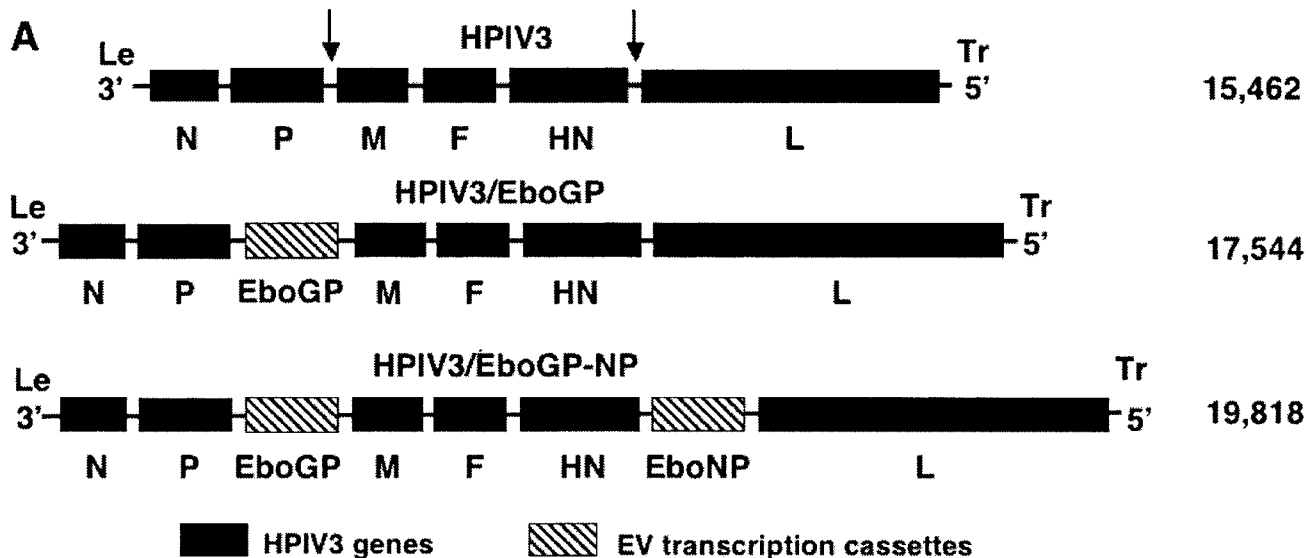 A
HPIV3
Le
Tr
3' 5' 15,462
N P M F HN L
HPIV3/EboGP
Le
Tr
3' 5' 17,544
N P EboGP M F HN L
HPIV3/EboGP-NP
Le
Tr
3' 5' 19,818
N P EboGP M F HN EboNP L
HPIV3 genes EV transcription cassettes